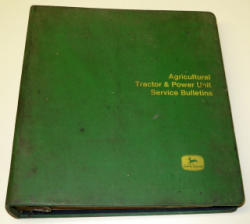 Agricultural
Tractor & Power Unit
Service Bulletins